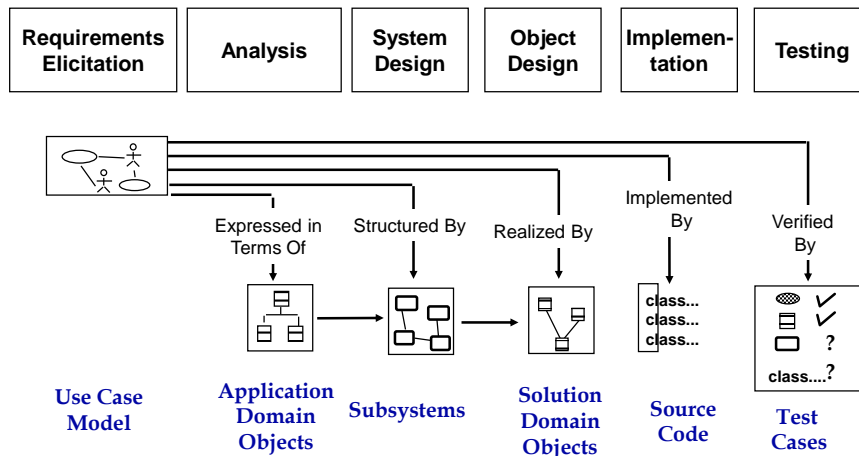 Requirements
Elicitation
Analysis
System
Design
Object
Design
Implemen-
tation
Testing
Expressed in
Terms Of
Structured By
Realized By
Implemented
By
Verified
By
class...
class...
class...
?
class....?
Use Case
Model
Application
Domain
Objects
Subsystems
Solution
Domain
Objects
Source
Code
Test
Cases